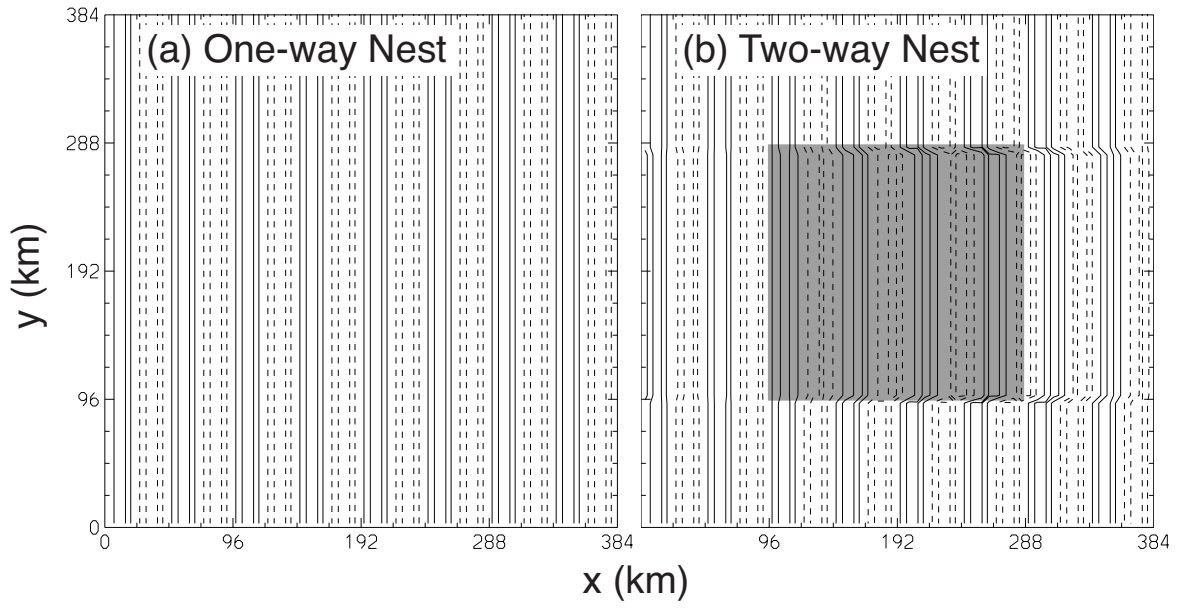 (a) One-way Nest
(b) Two-way Nest
384
288
192
96
0
y (km)
0 96 192 288 384
96 192 288 384
x (km)